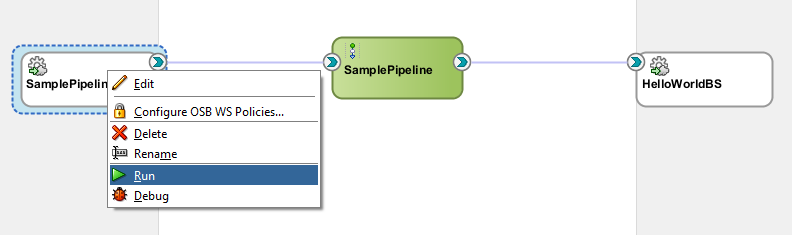 SamplePipelin
SamplePipeline
HelloWorldBS
Edit
Configure OSB WS Policies...
Delete
Rename
Run
Debug